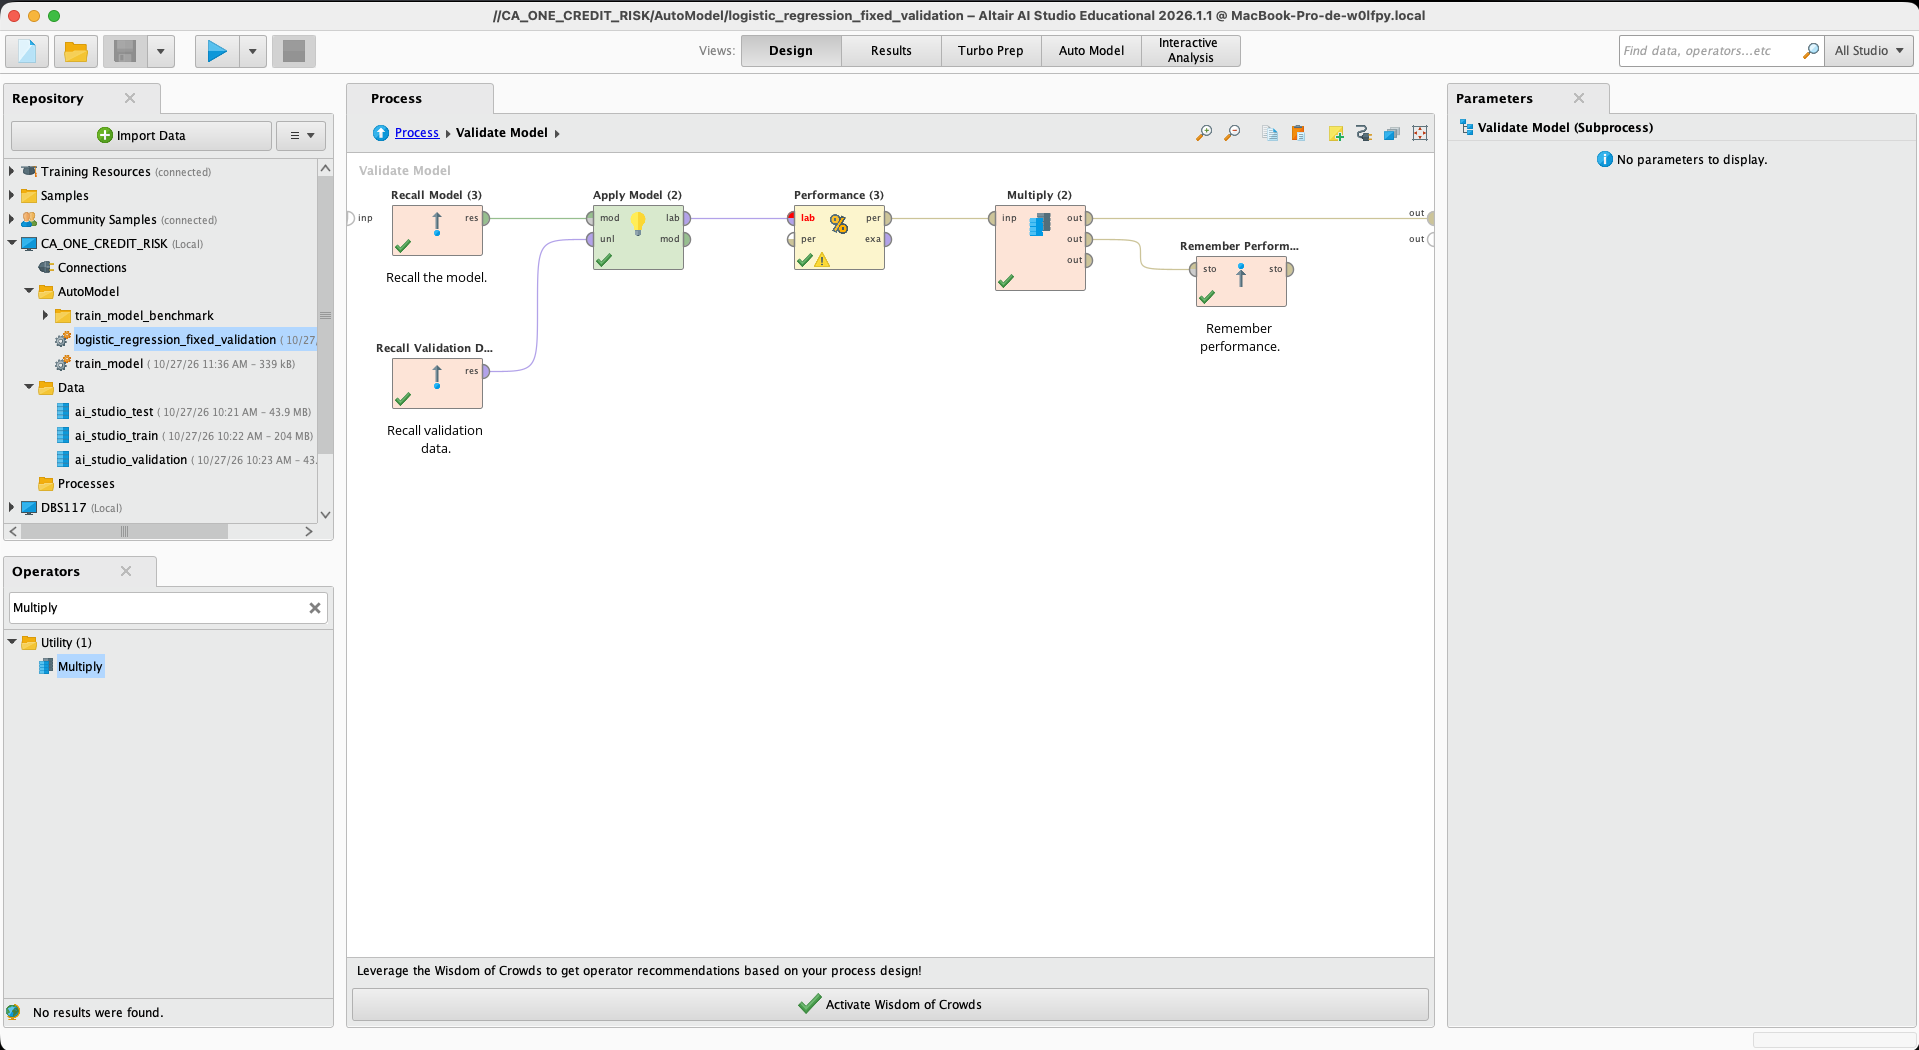 //CA_ONE_CREDIT_RISK/AutoModel/logistic_regression_fixed_validation – Altair AI Studio Educational 2026.1.1 @ MacBook-Pro-de-w0lfpy.local
Views:
Design
Results
Turbo Prep
Auto Model
Interactive
Analysis
Find data, operators...etc
All Studio
Repository
Import Data
Training Resources (connected)
Samples
Community Samples (connected)
CA_ONE_CREDIT_RISK (Local)
Connections
AutoModel
train_model_benchmark
logistic_regression_fixed_validation ( 10/27,
train_model ( 10/27/26 11:36 AM – 339 kB)
Data
ai_studio_test ( 10/27/26 10:21 AM – 43.9 MB)
ai_studio_train ( 10/27/26 10:22 AM – 204 MB)
ai_studio_validation ( 10/27/26 10:23 AM – 43.
Processes
DBS117 (Local)
Operators
Multiply
Utility (1)
Multiply
No results were found.
Process
Process
Validate Model
Validate Model
inp
Recall Model (3)
res
Recall the model.
Recall Validation D...
res
Recall validation
data.
Apply Model (2)
mod
lab
unl
mod
Performance (3)
lab
per
per
exa
%
Multiply (2)
inp
out
out
out
Remember Perform...
sto
sto
Remember
performance.
out
out
Leverage the Wisdom of Crowds to get operator recommendations based on your process design!
Activate Wisdom of Crowds
Parameters
Validate Model (Subprocess)
No parameters to display.